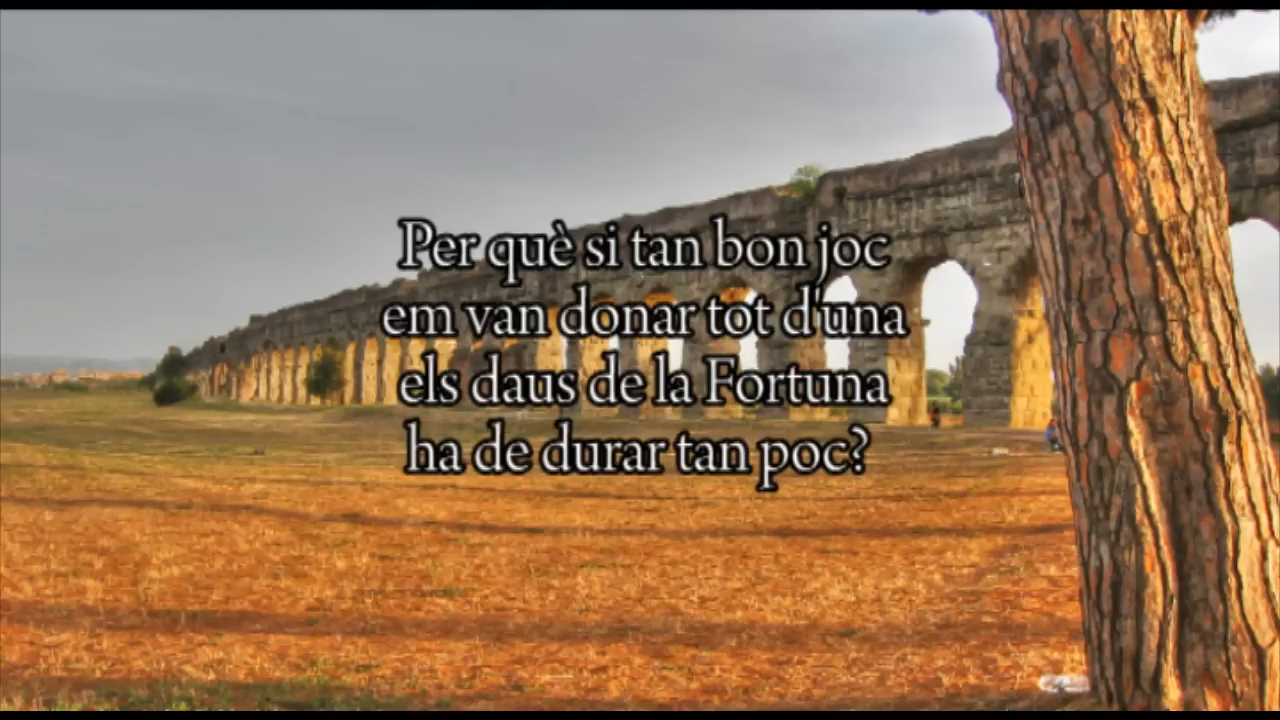 Per què si tan bon joc
em van donar tot d'una
els daus de la Fortuna
ha de durar tan poc?